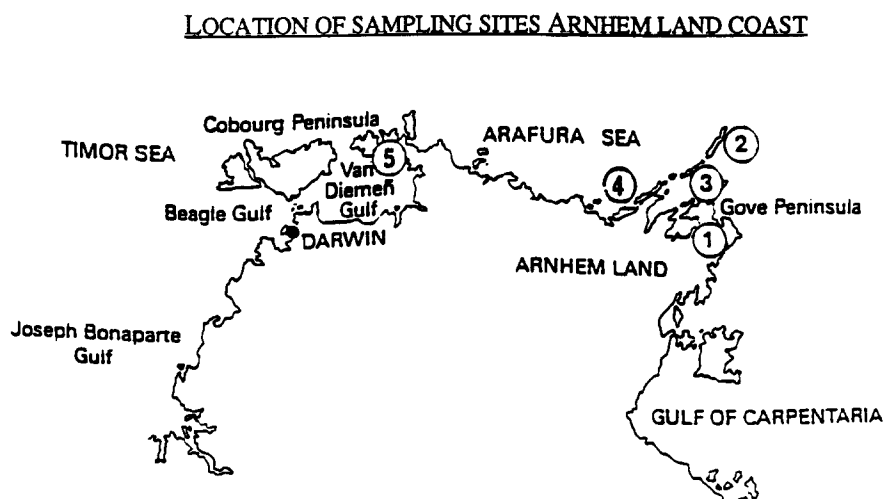 LOCATION OF SAMPLING SITES ARNHEM LAND COAST
Cobourg Peninsula
TIMOR SEA
ARAFURA SEA
2
5
Van
Diemen
Gulf
4
3
Beagle Gulf
Gove Peninsula
DARWIN
1
ARNHEM LAND
Joseph Bonaparte
Gulf
GULF OF CARPENTARIA